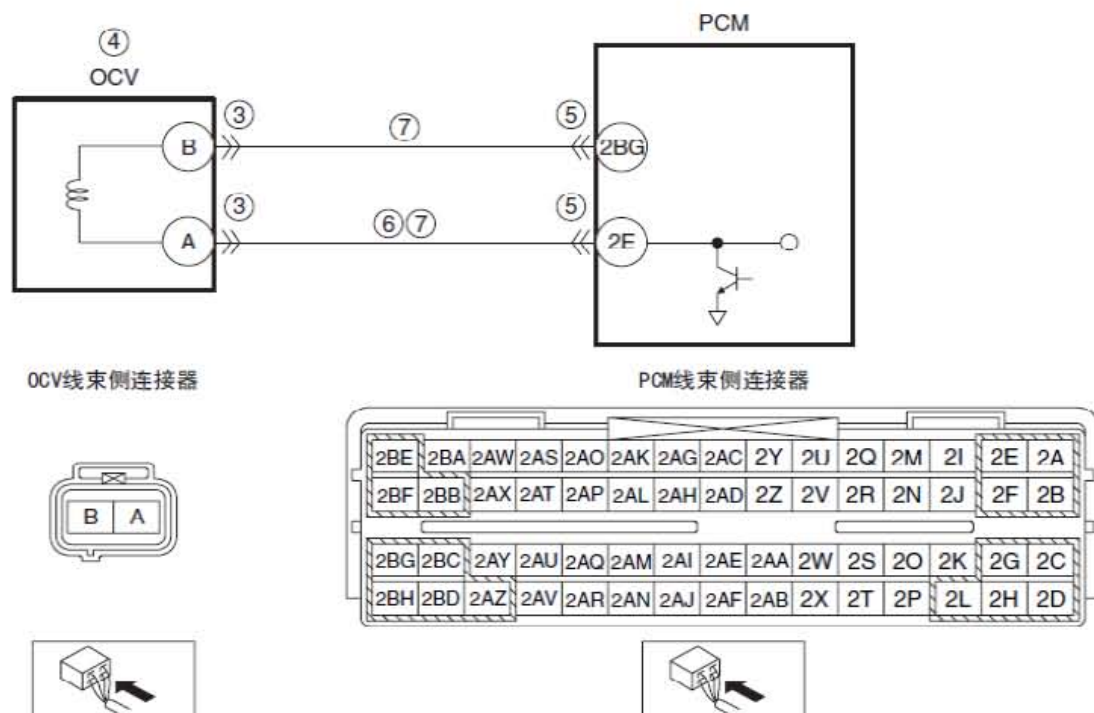 PCM
④
OCV
③ ⑦ ⑤
B 2BG
③ ⑥⑦ ⑤
A 2E
OCV线束侧连接器 PCM线束侧连接器
2BE 2BA 2AW 2AS 2AO 2AK 2AG 2AC 2Y 2U 2Q 2M 2I 2E 2A
2BF 2BB 2AX 2AT 2AP 2AL 2AH 2AD 2Z 2V 2R 2N 2J 2F 2B
B A
2BG 2BC 2AY 2AU 2AQ 2AM 2AI 2AE 2AA 2W 2S 2O 2K 2G 2C
2BH 2BD 2AZ 2AV 2AR 2AN 2AJ 2AF 2AB 2X 2T 2P 2L 2H 2D